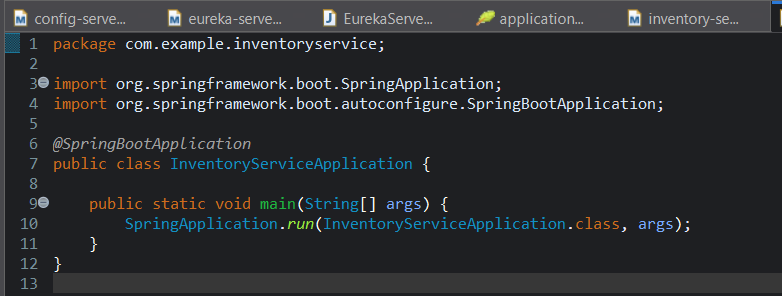 config-serve... eureka-serve... EurekaServe... application... inventory-se...
1 package com.example.inventoryservice;
2
3 import org.springframework.boot.SpringApplication;
4 import org.springframework.boot.autoconfigure.SpringBootApplication;
5
6 @SpringBootApplication
7 public class InventoryServiceApplication {
8
9 public static void main(String[] args) {
10 SpringApplication.run(InventoryServiceApplication.class, args);
11 }
12 }
13